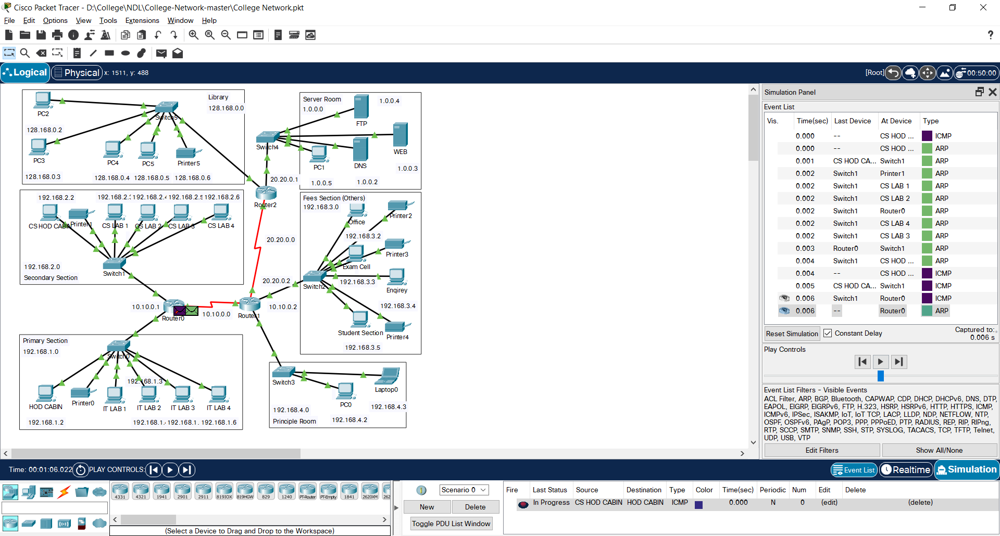 Cisco Packet Tracer - D:\College\NDL\College-Network-master\College Network.pkt
File Edit Options View Tools Extensions Window Help
?
Logical Physical x: 1511, y: 488 [Root] 00:50:00
Library
128.168.0.0
PC2
Switch5
128.168.0.2
PC3
PC4
PC5
Printer5
128.168.0.3
128.168.0.4
128.168.0.5
128.168.0.6
Server Room
1.0.0.0
1.0.0.4
FTP
Switch4
WEB
PC1
DNS
1.0.0.3
1.0.0.5
1.0.0.2
20.20.0.1
Router2
192.168.2.2
192.168.2.
192.168.2.4
192.168.2.5
192.168.2.6
CS HOD CABIN
Printer1
CS LAB 1
CS LAB 2
CS LAB 3
CS LAB 4
192.168.2.0
Switch1
Secondary Section
20.20.0.0
20.20.0.2
Fees Section (Others)
192.168.3.0
Office
Printer2
192.168.3.2
Printer3
Exam Cell
Switch2
192.168.3.3
Enqirey
192.168.3.4
Student Section
Printer4
192.168.3.5
10.10.0.1
Router0
10.10.0.0
Router1
10.10.0.2
Primary Section
192.168.1.0
Switch0
192.168.1.3
HOD CABIN
Printer0
IT LAB 1
IT LAB 2
IT LAB 3
IT LAB 4
192.168.1.2
192.168.1.
192.168.1.
192.168.1.6
Switch3
Laptop0
PC0
192.168.4.0
192.168.4.3
192.168.4.2
Principle Room
Simulation Panel
Event List
Vis. Time(sec) Last Device At Device Type
0.000 -- CS HOD ... ICMP
0.000 -- CS HOD ... ARP
0.001 CS HOD CA... Switch1 ARP
0.002 Switch1 Printer1 ARP
0.002 Switch1 CS LAB 1 ARP
0.002 Switch1 CS LAB 2 ARP
0.002 Switch1 Router0 ARP
0.002 Switch1 CS LAB 4 ARP
0.002 Switch1 CS LAB 3 ARP
0.003 Router0 Switch1 ARP
0.004 Switch1 CS HOD ... ARP
0.004 -- CS HOD ... ICMP
0.005 CS HOD CA... Switch1 ICMP
0.006 Switch1 Router0 ICMP
0.006 -- Router0 ARP
Reset Simulation Constant Delay Captured to:
0.006 s
Play Controls
Event List Filters - Visible Events
ACL Filter, ARP, BGP, Bluetooth, CAPWAP, CDP, DHCP, DHCPv6, DNS, DTP,
EAPOL, EIGRP, EIGRPv6, FTP, H.323, HSRP, HSRPv6, HTTP, HTTPS, ICMP,
ICMPv6, IPSec, ISAKMP, IoT, IoT TCP, LACP, LLDP, NDP, NETFLOW, NTP,
OSPF, OSPFv6, PAgP, POP3, PPP, PPPoED, PTP, RADIUS, REP, RIP, RIPng,
RTP, SCCP, SMTP, SNMP, SSH, STP, SYSLOG, TACACS, TCP, TFTP, Telnet,
UDP, USB, VTP
Edit Filters Show All/None
Time: 00:01:06.022 PLAY CONTROLS: Event List Realtime Simulation
4331 4321 1941 2901 2911 819IOX 819HGW 829 1240 PT-Router PT-Empty 1841 2620XM 262
(Select a Device to Drag and Drop to the Workspace)
Scenario 0
New Delete
Toggle PDU List Window
Fire Last Status Source Destination Type Color Time(sec) Periodic Num Edit Delete
In Progress CS HOD CABIN HOD CABIN ICMP 0.000 N 0 (edit) (delete)